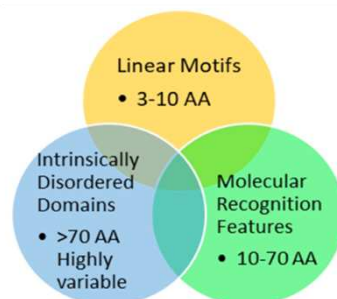 Linear Motifs
• 3-10 AA
Intrinsically
Disordered
Domains
• >70 AA
Highly
variable
Molecular
Recognition
Features
• 10-70 AA